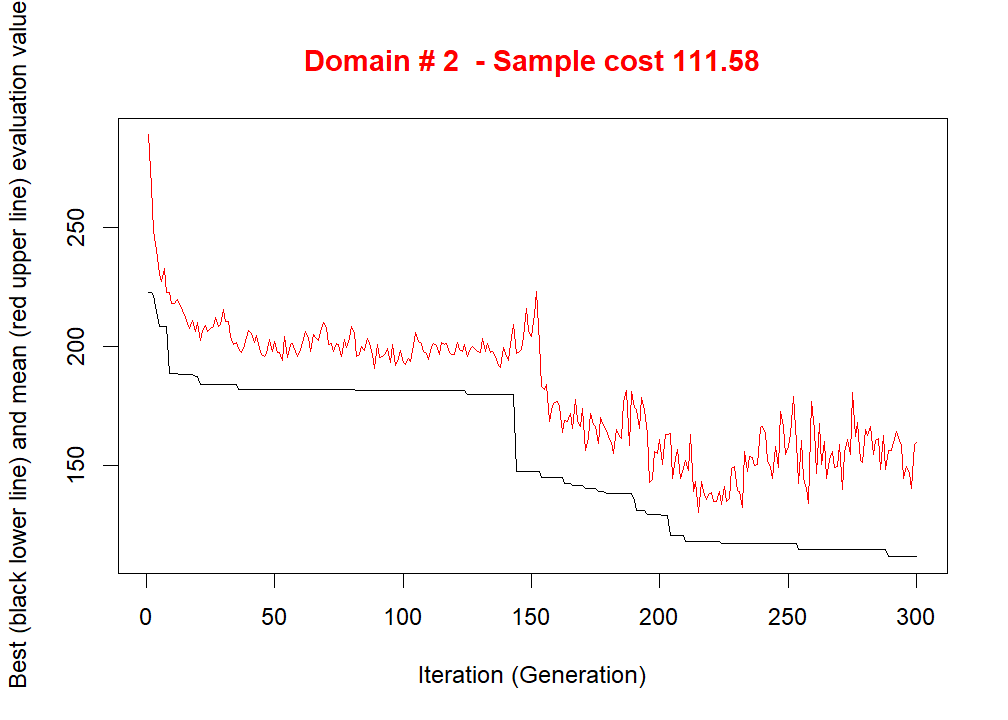 Domain # 2  - Sample cost 111.58
Best (black lower line) and mean (red upper line) evaluation value
250
200
150
0 50 100 150 200 250 300
Iteration (Generation)